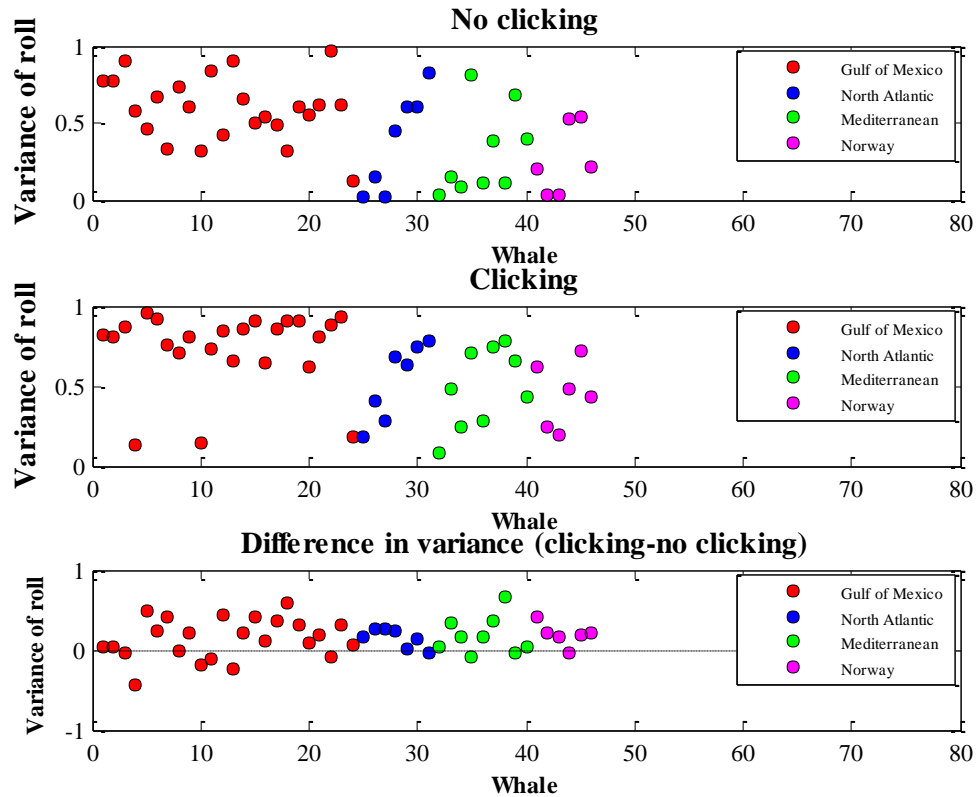 No clicking
1
0.5
0
Variance of roll
0 10 20 30 40 50 60 70 80
Whale
Gulf of Mexico
North Atlantic
Mediterranean
Norway
Clicking
1
0.5
0
Variance of roll
0 10 20 30 40 50 60 70 80
Whale
Gulf of Mexico
North Atlantic
Mediterranean
Norway
Difference in variance (clicking-no clicking)
1
0
-1
Variance of roll
0 10 20 30 40 50 60 70 80
Whale
Gulf of Mexico
North Atlantic
Mediterranean
Norway